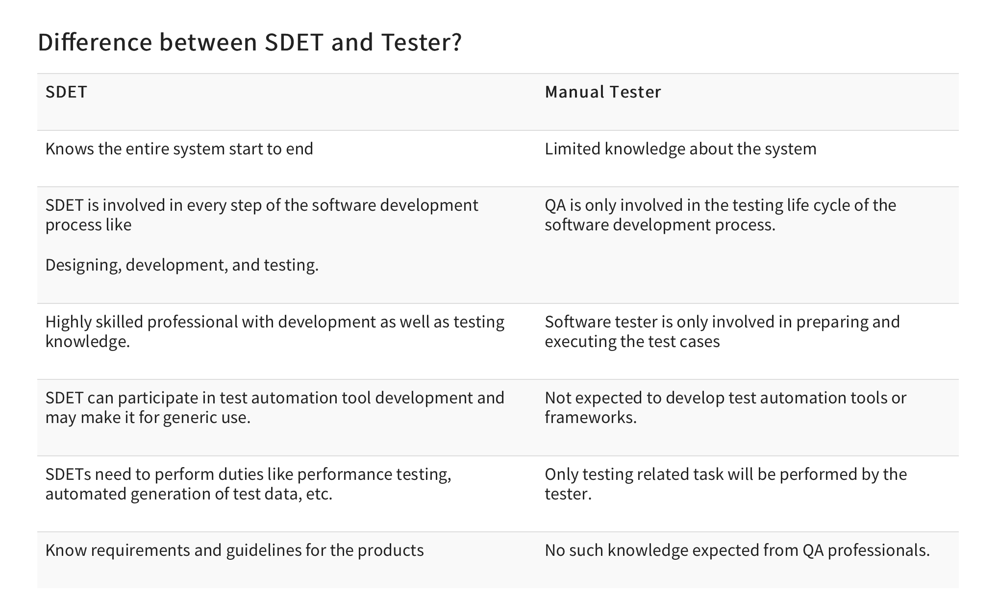 Difference between SDET and Tester?
SDET
Manual Tester
Knows the entire system start to end
Limited knowledge about the system
SDET is involved in every step of the software development
process like
Designing, development, and testing.
QA is only involved in the testing life cycle of the
software development process.
Highly skilled professional with development as well as testing
knowledge.
Software tester is only involved in preparing and
executing the test cases
SDET can participate in test automation tool development and
may make it for generic use.
Not expected to develop test automation tools or
frameworks.
SDETs need to perform duties like performance testing,
automated generation of test data, etc.
Only testing related task will be performed by the
tester.
Know requirements and guidelines for the products
No such knowledge expected from QA professionals.